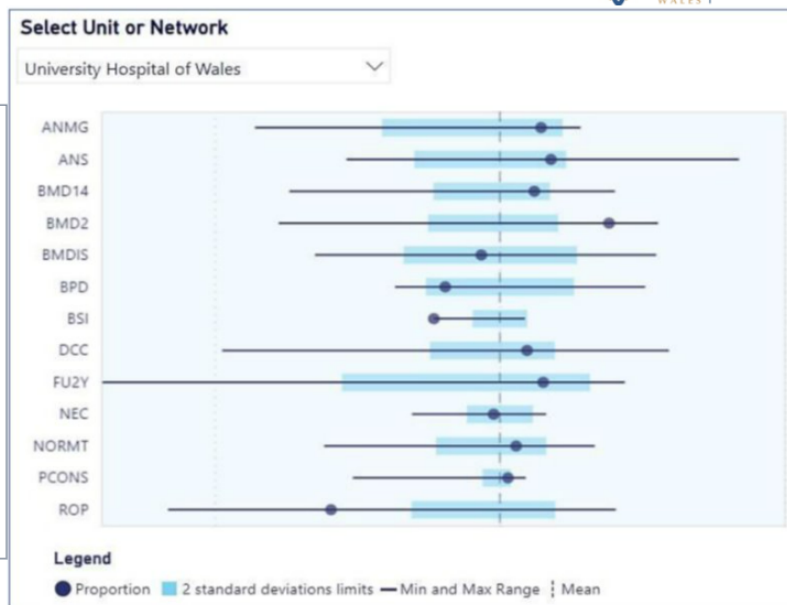 WALES
Select Unit or Network
University Hospital of Wales
ANMG
ANS
BMD14
BMD2
BMDIS
BPD
BSI
DCC
FU2Y
NEC
NORMT
PCONS
ROP
Legend
Proportion 2 standard deviations limits Min and Max Range Mean